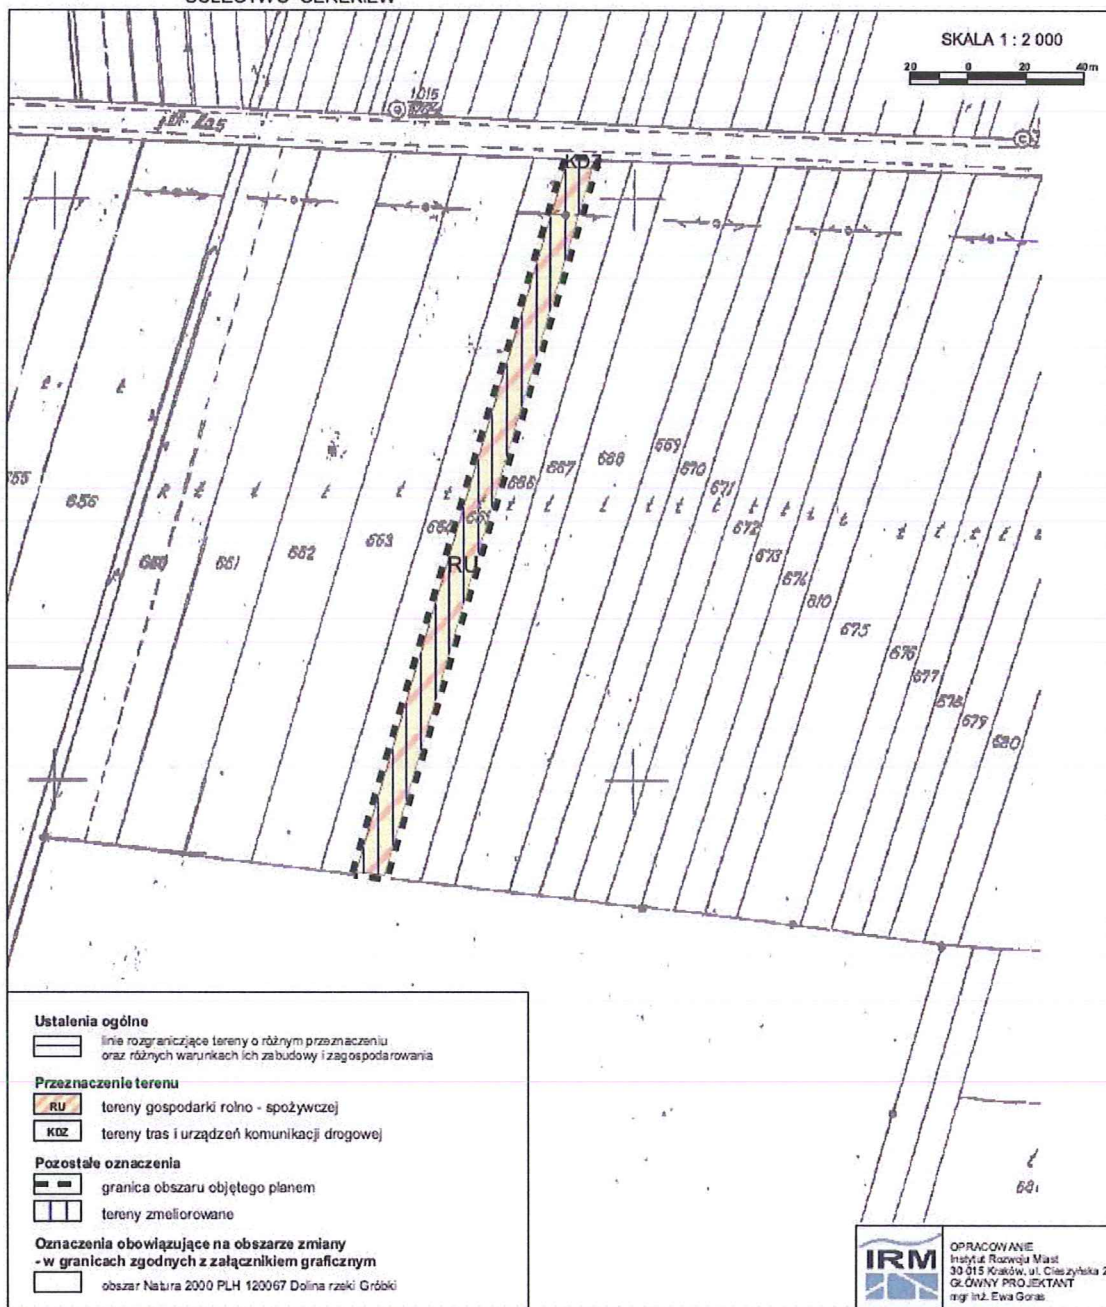 SKALA 1 : 2 000
20 0 20 40m
1015
KDZ
669
668
670
667
671
666
656
665
664
672
663
662
673
661
660
RU
674
810
675
676
677
678
679
680
Ustalenia ogólne
linie rozgraniczjące tereny o różnym przeznaczeniu
oraz różnych warunkach ich zabudowy i zagospodarowania
Przeznaczenie terenu
RU tereny gospodarki rolno - spożywczej
KDZ tereny tras i urządzeń komunikacji drogowej
Pozostałe oznaczenia
granica obszaru objętego planem
tereny zmeliorowane
Oznaczenia obowiązujące na obszarze zmiany
- w granicach zgodnych z załącznikiem graficznym
obszar Natura 2000 PLH 120067 Dolina rzeki Gróbki
IRM
OPRACOWANIE
Instytut Rozwoju Miast
30-015 Kraków, ul. Cieszyńska 2
GŁÓWNY PROJEKTANT
mgr inż. Ewa Goras